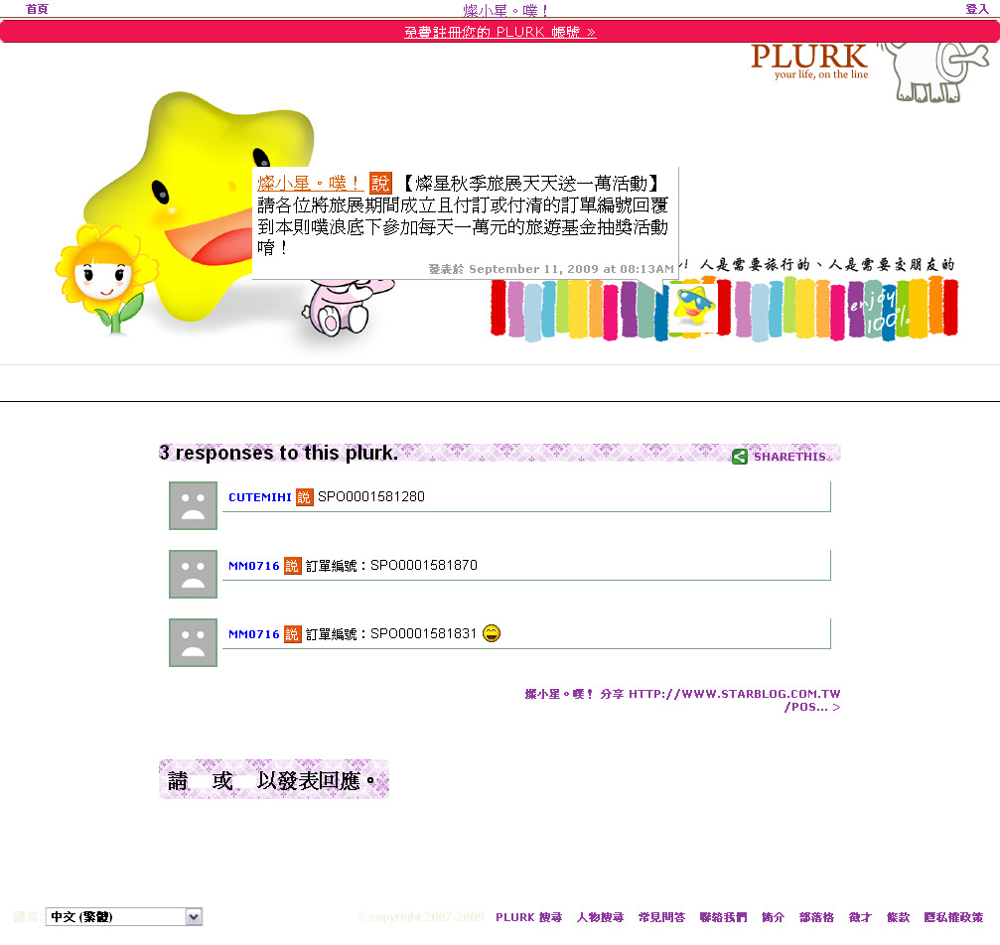 首頁
燦小星。噗！
登入
免費註冊您的 PLURK 帳號 »
PLURK
your life, on the line
燦小星。噗！ 說 【燦星秋季旅展天天送一萬活動】
請各位將旅展期間成立且付訂或付清的訂單編號回覆
到本則噗浪底下參加每天一萬元的旅遊基金抽獎活動
唷！
發表於 September 11, 2009 at 08:13AM
! 人是需要旅行的、人是需要交朋友的
enjoy
100%
3 responses to this plurk.
SHARETHIS
CUTEMIHI 説 SPO0001581280
MM0716 説 訂單編號：SPO0001581870
MM0716 説 訂單編號：SPO0001581831
燦小星。噗！ 分享 HTTP://WWW.STARBLOG.COM.TW
/POS... >
請 或 以發表回應。
語言: 中文 (繁體)
© copyright 2007-2009 PLURK 搜尋 人物搜尋 常見問答 聯絡我們 簡介 部落格 徵才 條款 隱私權政策